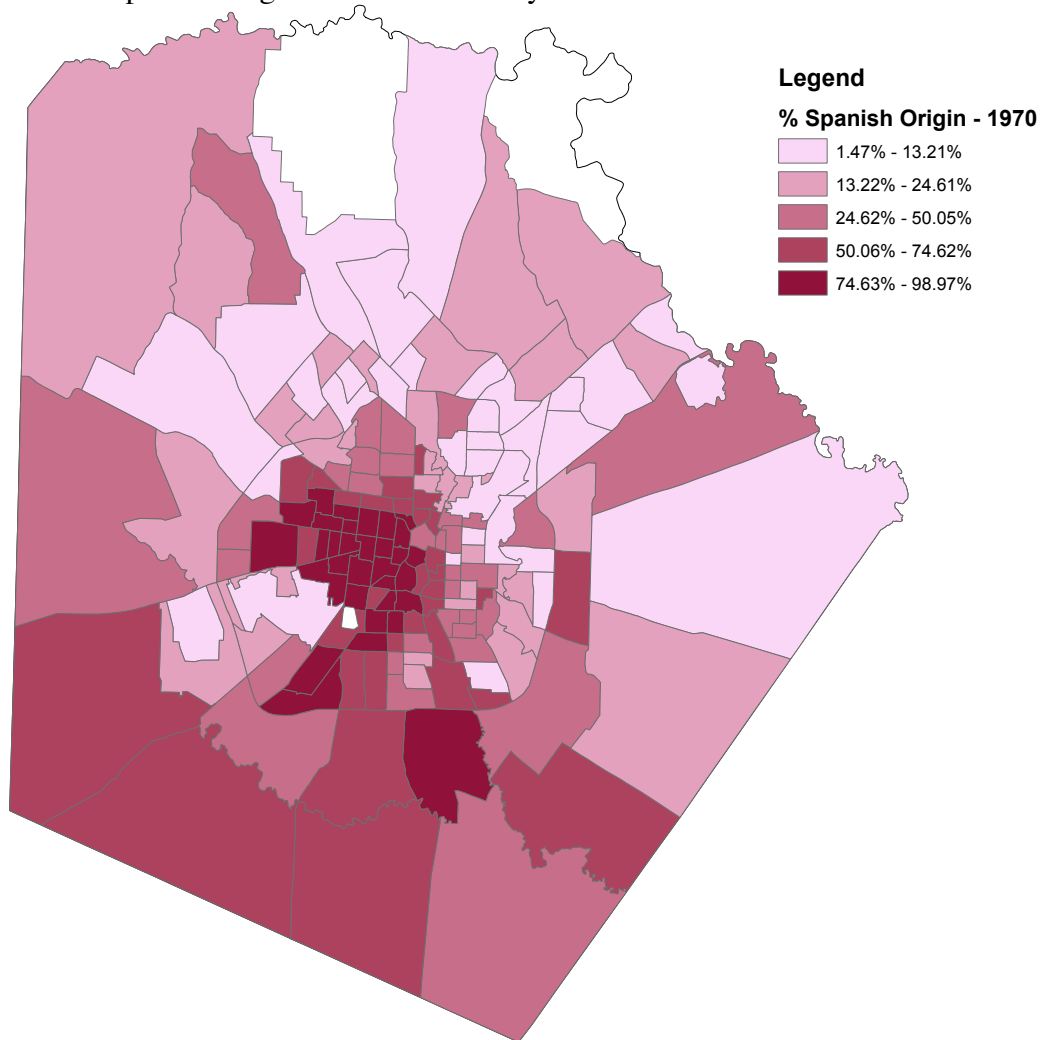 Legend
% Spanish Origin - 1970
1.47% - 13.21%
13.22% - 24.61%
24.62% - 50.05%
50.06% - 74.62%
74.63% - 98.97%